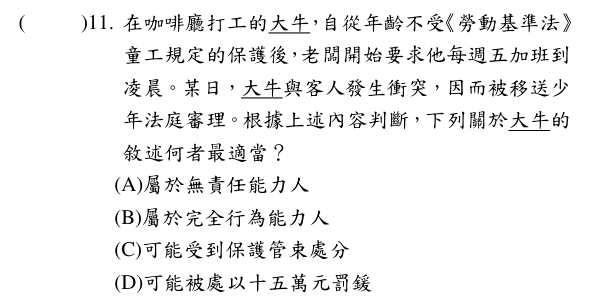 (　　)11. 在咖啡廳打工的大牛，自從年齡不受《勞動基準法》
童工規定的保護後，老闆開始要求他每週五加班到
凌晨。某日，大牛與客人發生衝突，因而被移送少
年法庭審理。根據上述內容判斷，下列關於大牛的
敘述何者最適當？
(A)屬於無責任能力人
(B)屬於完全行為能力人
(C)可能受到保護管束處分
(D)可能被處以十五萬元罰鍰